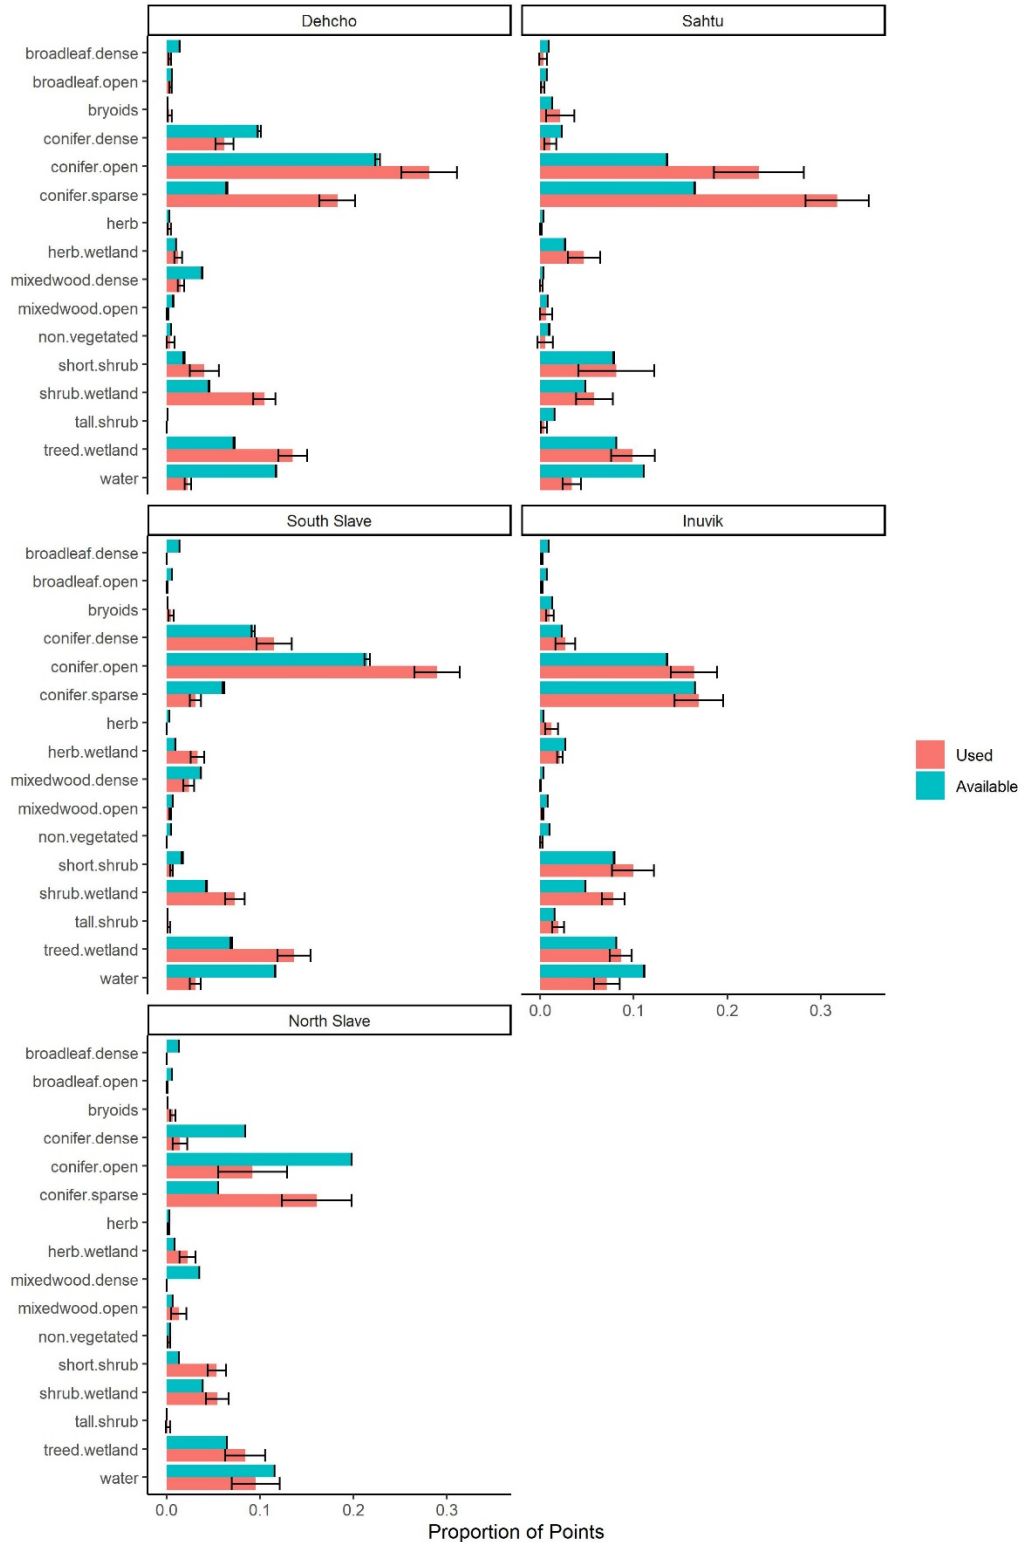 Dehcho
Sahtu
broadleaf.dense
broadleaf.open
bryoids
conifer.dense
conifer.open
conifer.sparse
herb
herb.wetland
mixedwood.dense
mixedwood.open
non.vegetated
short.shrub
shrub.wetland
tall.shrub
treed.wetland
water
South Slave
Inuvik
broadleaf.dense
broadleaf.open
bryoids
conifer.dense
conifer.open
conifer.sparse
herb
herb.wetland
mixedwood.dense
mixedwood.open
non.vegetated
short.shrub
shrub.wetland
tall.shrub
treed.wetland
water
0.0 0.1 0.2 0.3
Used
Available
North Slave
broadleaf.dense
broadleaf.open
bryoids
conifer.dense
conifer.open
conifer.sparse
herb
herb.wetland
mixedwood.dense
mixedwood.open
non.vegetated
short.shrub
shrub.wetland
tall.shrub
treed.wetland
water
0.0 0.1 0.2 0.3
Proportion of Points